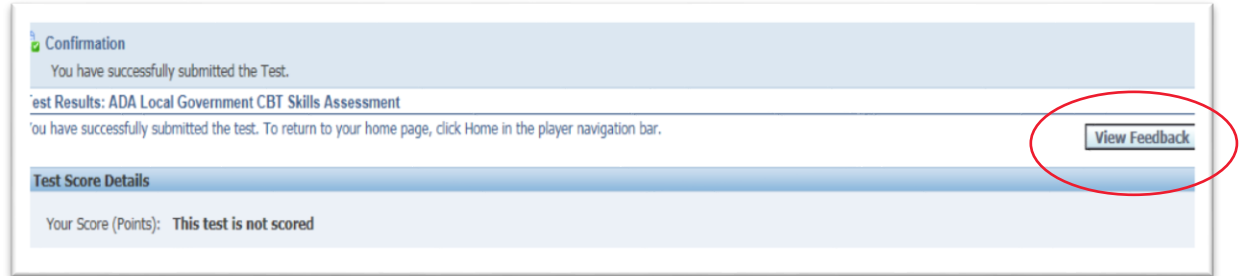 Confirmation
You have successfully submitted the Test.
est Results: ADA Local Government CBT Skills Assessment
ou have successfully submitted the test. To return to your home page, click Home in the player navigation bar.
View Feedback
Test Score Details
Your Score (Points): This test is not scored